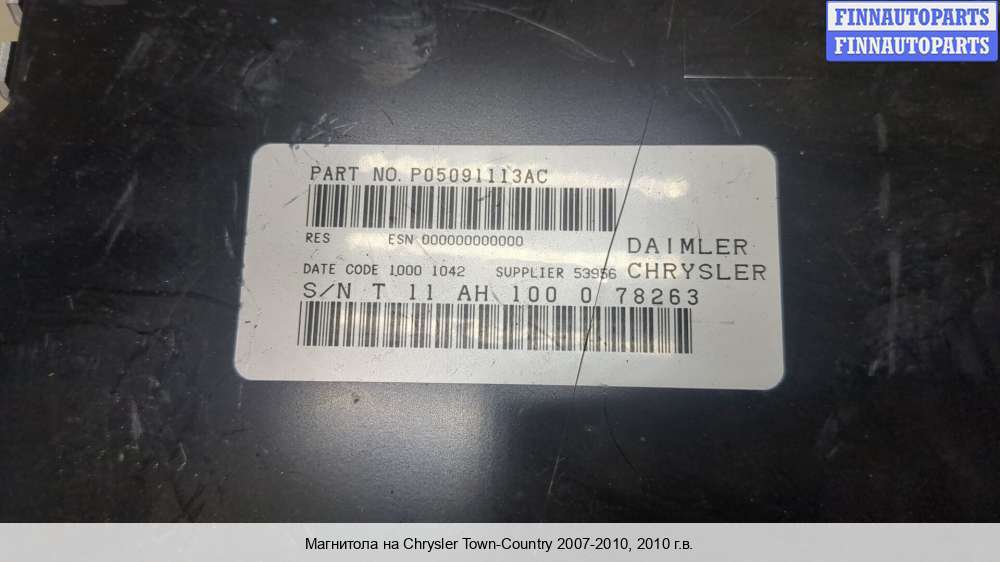 FINNAUTOPARTS
FINNAUTOPARTS
PART NO. P05091113AC
RES ESN 000000000000
DAIMLER
DATE CODE 1000 1042 SUPPLIER 53956 CHRYSLER
S/N T 11 AH 100 0 78263
Магнитола на Chrysler Town-Country 2007-2010, 2010 г.в.